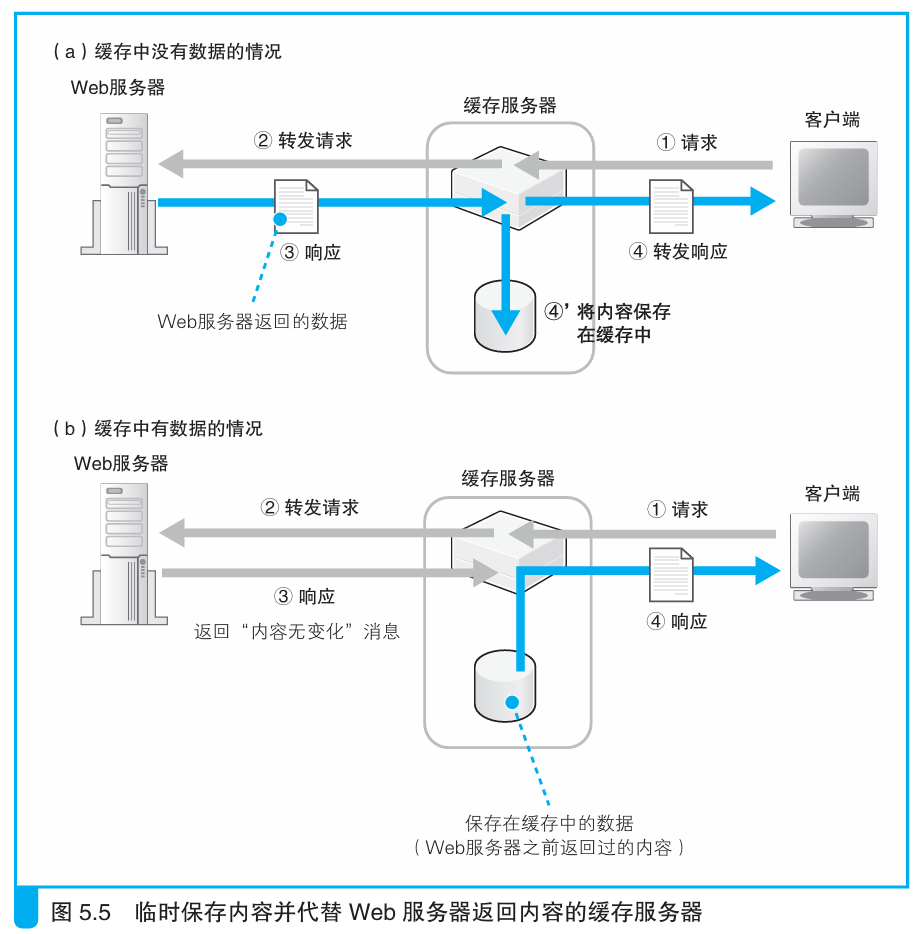 （a）缓存中没有数据的情况
Web服务器
缓存服务器
客户端
② 转发请求
① 请求
③ 响应
④ 转发响应
Web服务器返回的数据
④’ 将内容保存
在缓存中
（b）缓存中有数据的情况
Web服务器
缓存服务器
客户端
② 转发请求
① 请求
③ 响应
返回“内容无变化”消息
④ 响应
保存在缓存中的数据
（Web服务器之前返回过的内容）
图 5.5 临时保存内容并代替 Web 服务器返回内容的缓存服务器